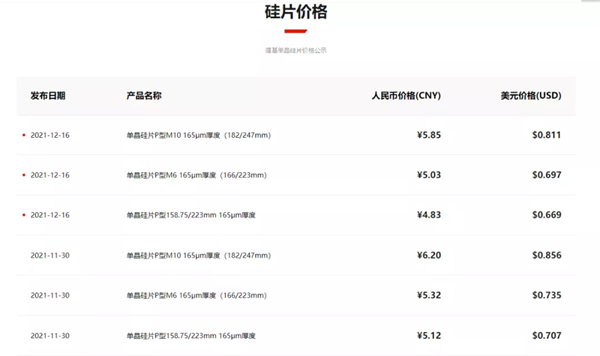 硅片价格
隆基单晶硅片价格公示
发布日期 产品名称 人民币价格(CNY) 美元价格(USD)
2021-12-16 单晶硅片P型M10 165μm厚度（182/247mm） ¥5.85 $0.811
2021-12-16 单晶硅片P型M6 165μm厚度（166/223mm） ¥5.03 $0.697
2021-12-16 单晶硅片P型158.75/223mm 165μm厚度 ¥4.83 $0.669
2021-11-30 单晶硅片P型M10 165μm厚度（182/247mm） ¥6.20 $0.856
2021-11-30 单晶硅片P型M6 165μm厚度（166/223mm） ¥5.32 $0.735
2021-11-30 单晶硅片P型158.75/223mm 165μm厚度 ¥5.12 $0.707